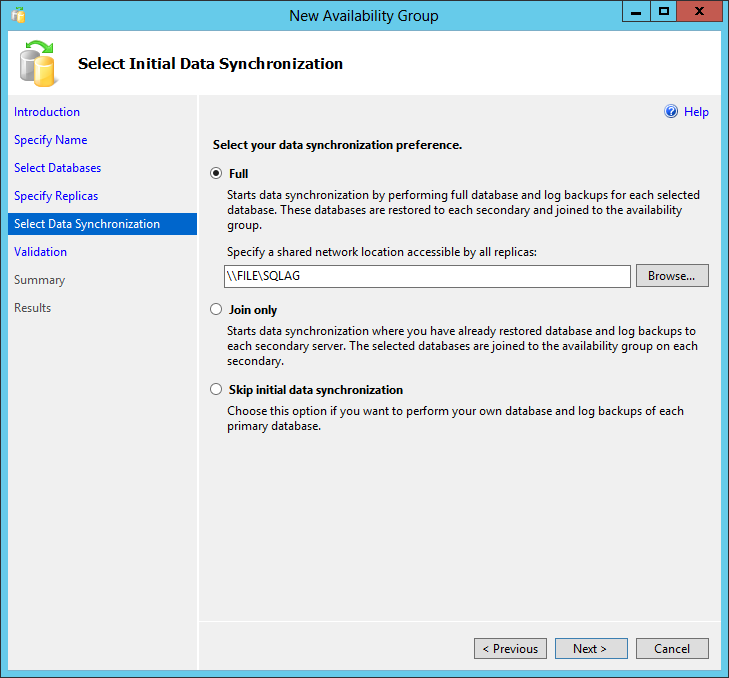 New Availability Group
Select Initial Data Synchronization
Introduction
Specify Name
Select Databases
Specify Replicas
Select Data Synchronization
Validation
Summary
Results
Help
Select your data synchronization preference.
Full
Starts data synchronization by performing full database and log backups for each selected
database. These databases are restored to each secondary and joined to the availability
group.
Specify a shared network location accessible by all replicas:
\\FILE\SQLAG
Browse...
Join only
Starts data synchronization where you have already restored database and log backups to
each secondary server. The selected databases are joined to the availability group on each
secondary.
Skip initial data synchronization
Choose this option if you want to perform your own database and log backups of each
primary database.
< Previous
Next >
Cancel